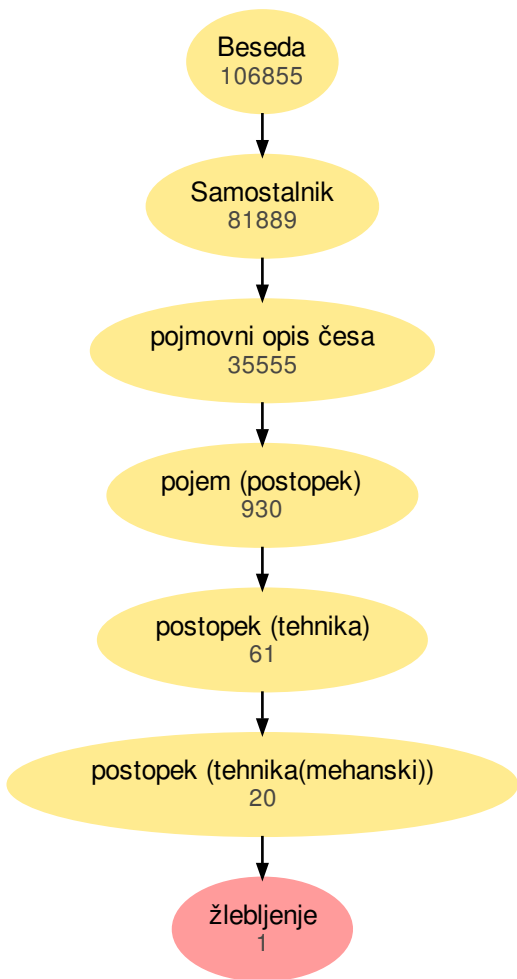 Beseda
106855
Samostalnik
81889
pojmovni opis česa
35555
pojem (postopek)
930
postopek (tehnika)
61
postopek (tehnika(mehanski))
20
žlebljenje
1